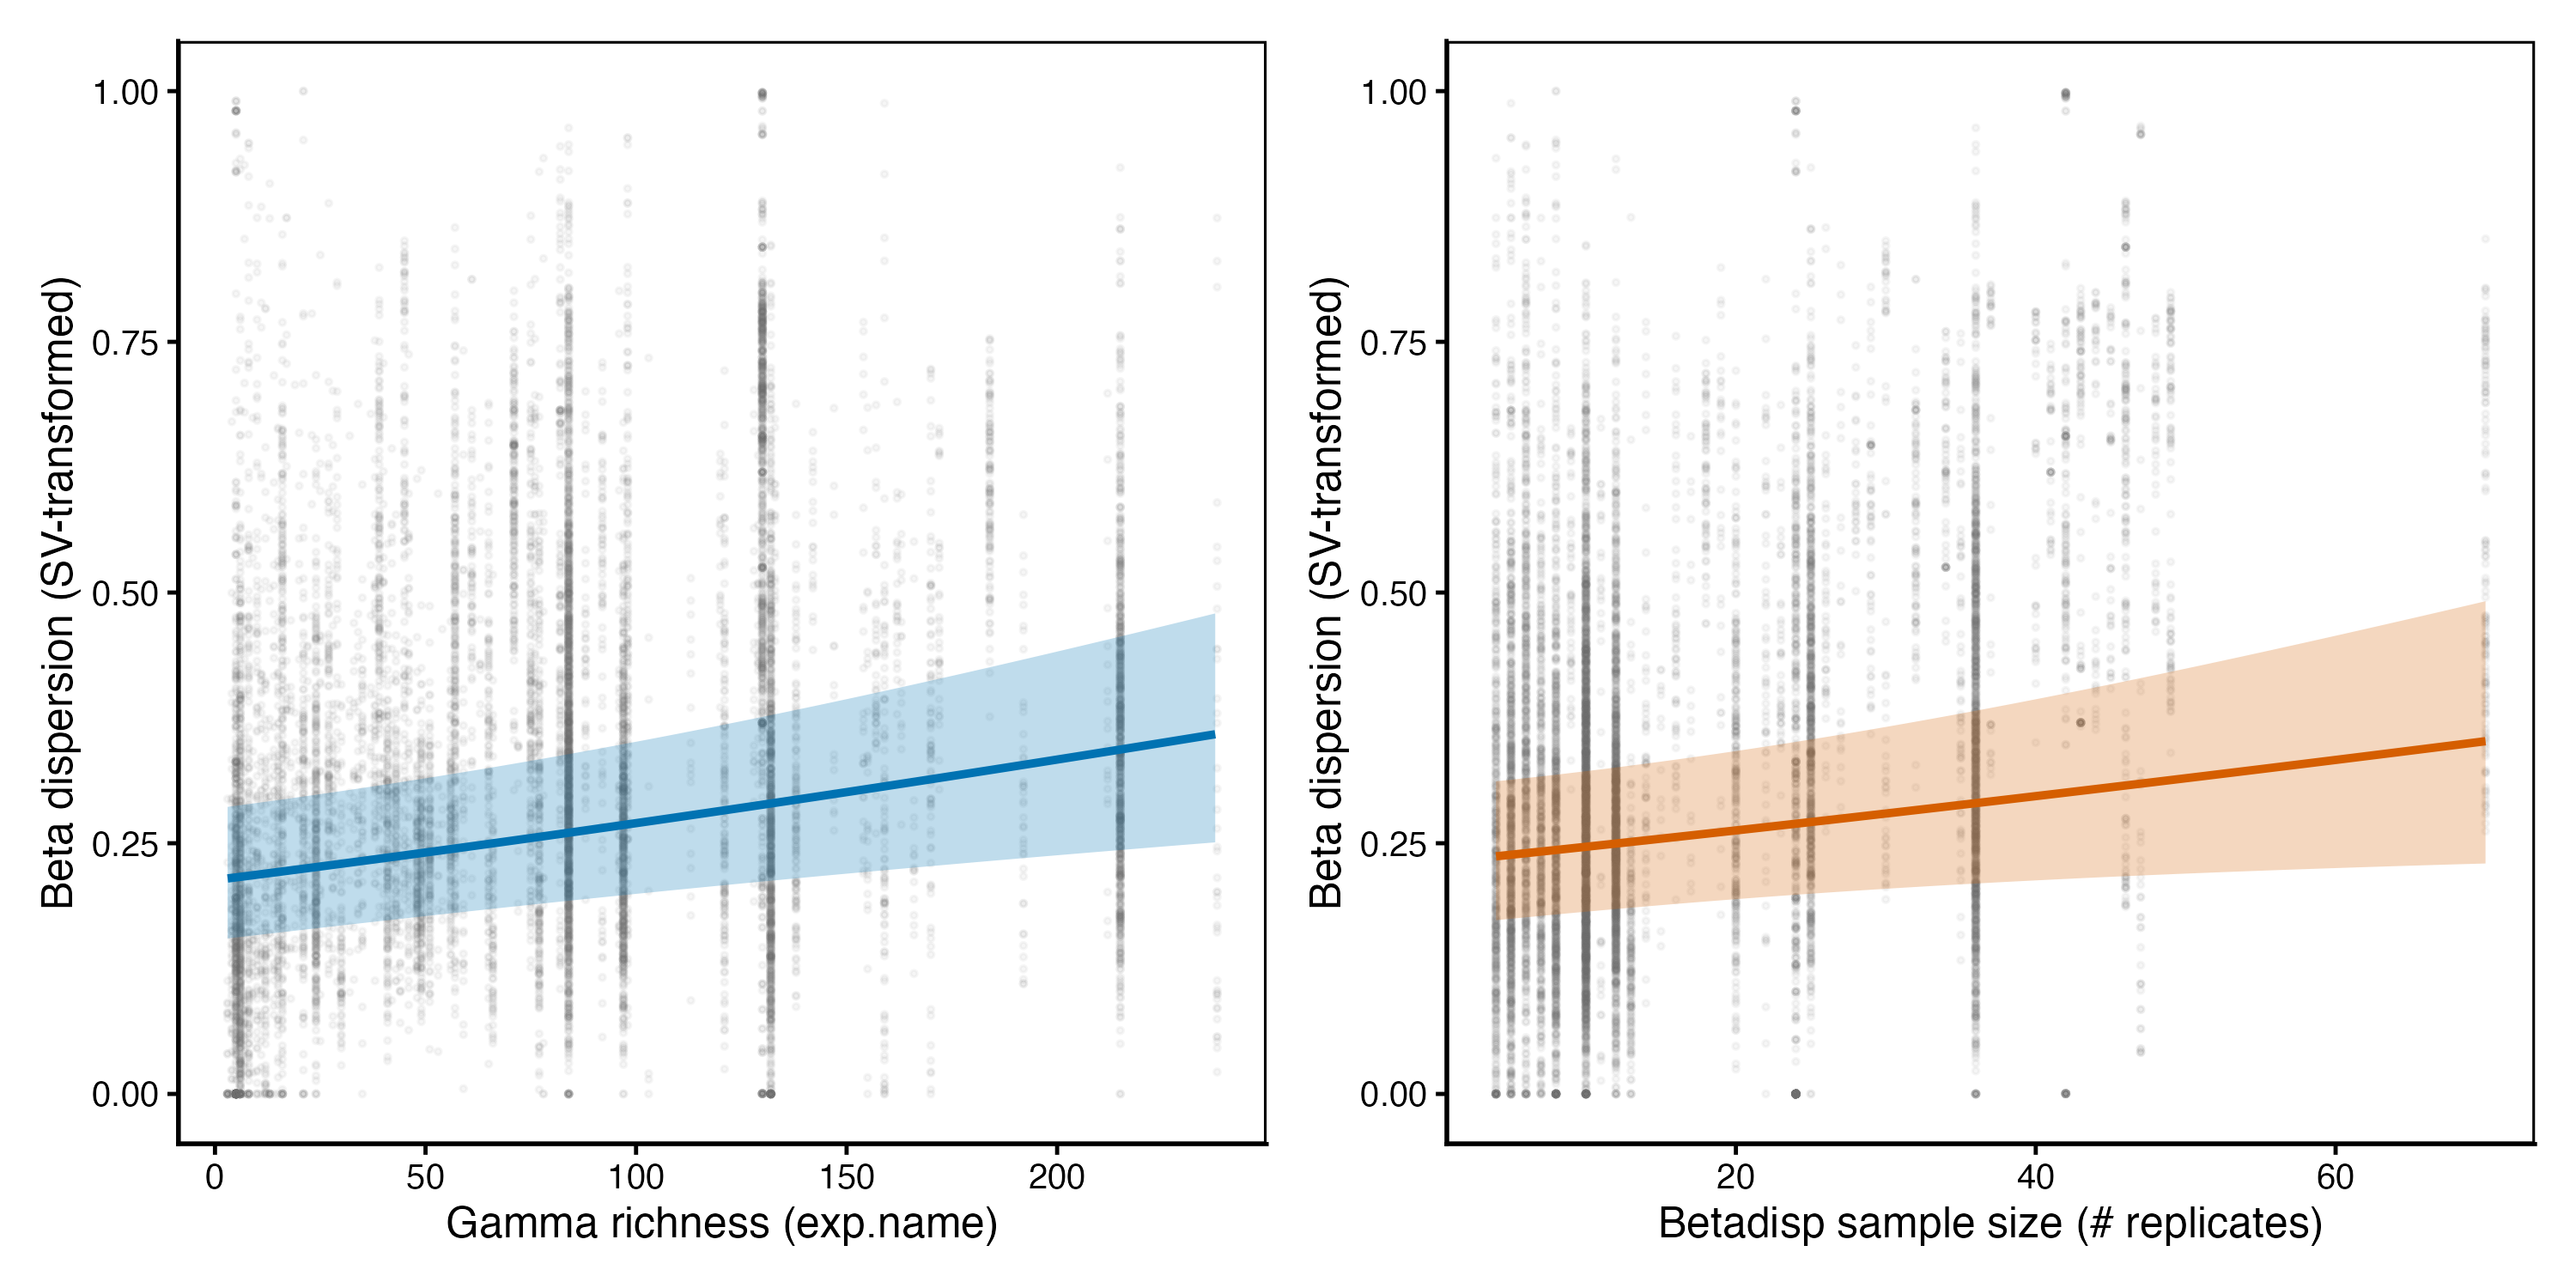 Beta dispersion (SV-transformed)
1.00
0.75
0.50
0.25
0.00
0 50 100 150 200
Gamma richness (exp.name)
Beta dispersion (SV-transformed)
1.00
0.75
0.50
0.25
0.00
20 40 60
Betadisp sample size (# replicates)